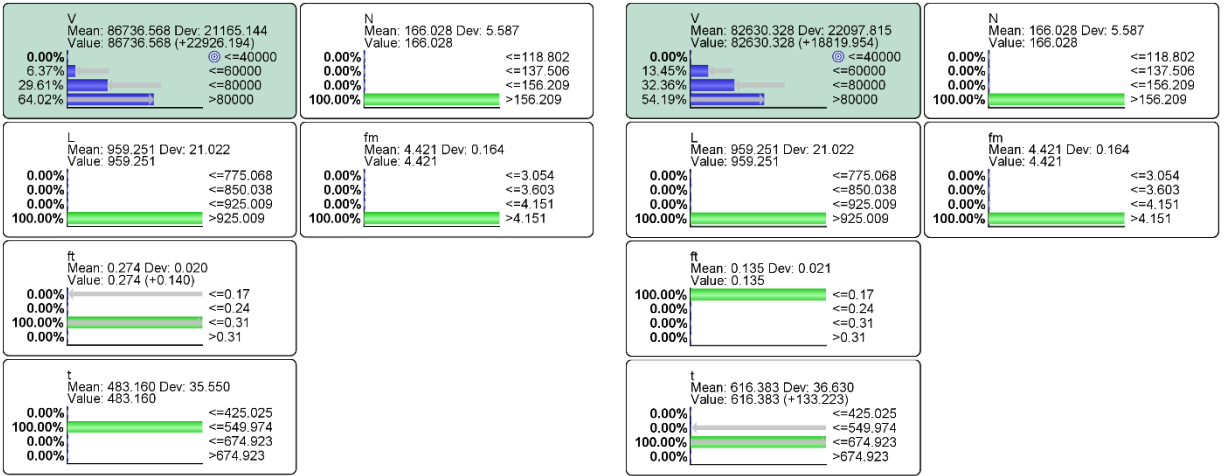 V
Mean: 86736.568 Dev: 21165.144
Value: 86736.568 (+22926.194)
0.00% <=40000
6.37% <=60000
29.61% <=80000
64.02% >80000
N
Mean: 166.028 Dev: 5.587
Value: 166.028
0.00% <=118.802
0.00% <=137.506
0.00% <=156.209
100.00% >156.209
L
Mean: 959.251 Dev: 21.022
Value: 959.251
0.00% <=775.068
0.00% <=850.038
0.00% <=925.009
100.00% >925.009
fm
Mean: 4.421 Dev: 0.164
Value: 4.421
0.00% <=3.054
0.00% <=3.603
0.00% <=4.151
100.00% >4.151
ft
Mean: 0.274 Dev: 0.020
Value: 0.274 (+0.140)
0.00% <=0.17
0.00% <=0.24
100.00% <=0.31
0.00% >0.31
t
Mean: 483.160 Dev: 35.550
Value: 483.160
0.00% <=425.025
100.00% <=549.974
0.00% <=674.923
0.00% >674.923
V
Mean: 82630.328 Dev: 22097.815
Value: 82630.328 (+18819.954)
0.00% <=40000
13.45% <=60000
32.36% <=80000
54.19% >80000
N
Mean: 166.028 Dev: 5.587
Value: 166.028
0.00% <=118.802
0.00% <=137.506
0.00% <=156.209
100.00% >156.209
L
Mean: 959.251 Dev: 21.022
Value: 959.251
0.00% <=775.068
0.00% <=850.038
0.00% <=925.009
100.00% >925.009
fm
Mean: 4.421 Dev: 0.164
Value: 4.421
0.00% <=3.054
0.00% <=3.603
0.00% <=4.151
100.00% >4.151
ft
Mean: 0.135 Dev: 0.021
Value: 0.135
100.00% <=0.17
0.00% <=0.24
0.00% <=0.31
0.00% >0.31
t
Mean: 616.383 Dev: 36.630
Value: 616.383 (+133.223)
0.00% <=425.025
0.00% <=549.974
100.00% <=674.923
0.00% >674.923